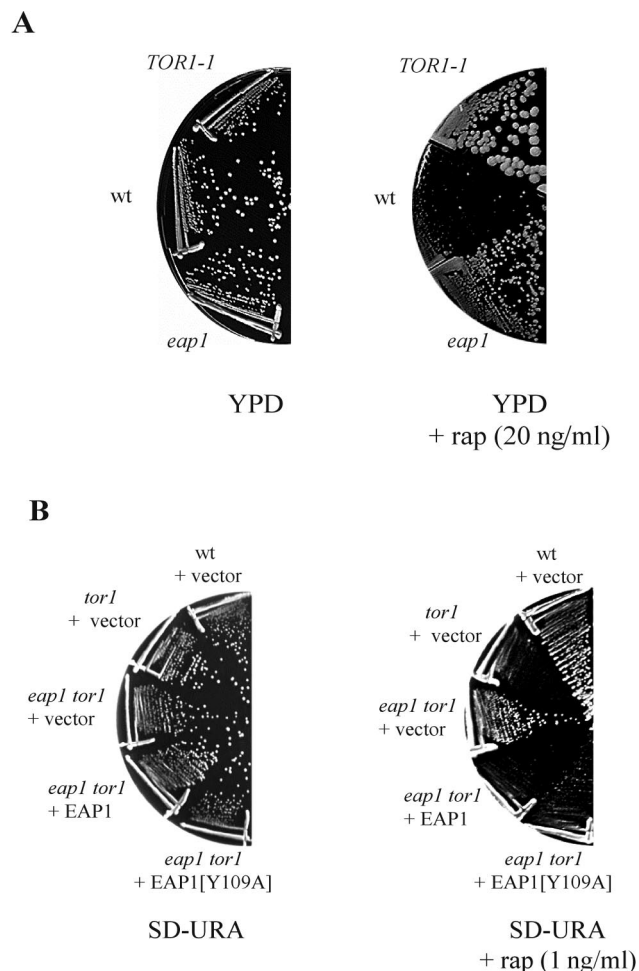 A
TOR1-1
TOR1-1
wt
wt
eap1
eap1
YPD
YPD
+ rap (20 ng/ml)
B
wt
+ vector
wt
+ vector
tor1
+ vector
tor1
+ vector
eap1 tor1
+ vector
eap1 tor1
+ vector
eap1 tor1
+ EAP1
eap1 tor1
+ EAP1
eap1 tor1
+ EAP1[Y109A]
eap1 tor1
+ EAP1[Y109A]
SD-URA
SD-URA
+ rap (1 ng/ml)